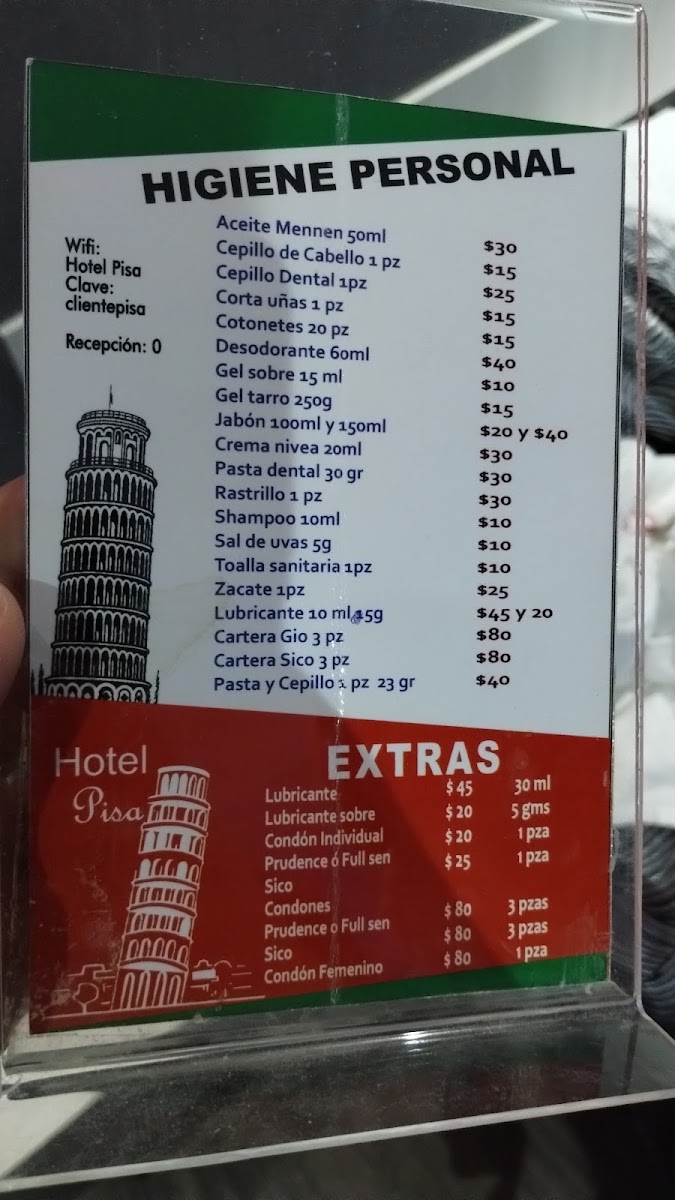 HIGIENE PERSONAL
Wifi:
Hotel Pisa
Clave:
clientepisa
Recepción: 0
Aceite Mennen 50ml $30
Cepillo de Cabello 1 pz $15
Cepillo Dental 1pz $25
Corta uñas 1 pz $15
Cotonetes 20 pz $15
Desodorante 60ml $40
Gel sobre 15 ml $10
Gel tarro 250g $15
Jabón 100ml y 150ml $20 y $40
Crema nivea 20ml $30
Pasta dental 30 gr $30
Rastrillo 1 pz $30
Shampoo 10ml $10
Sal de uvas 5g $10
Toalla sanitaria 1pz $10
Zacate 1pz $25
Lubricante 10 ml 15g $45 y 20
Cartera Gio 3 pz $80
Cartera Sico 3 pz $80
Pasta y Cepillo 1 pz 23 gr $40
Hotel
Pisa
EXTRAS
Lubricante $ 45 30 ml
Lubricante sobre $ 20 5 gms
Condón Individual $ 20 1 pza
Prudence o Full sen $ 25 1 pza
Sico
Condones $ 80 3 pzas
Prudence o Full sen $ 80 3 pzas
Sico $ 80 1 pza
Condón Femenino